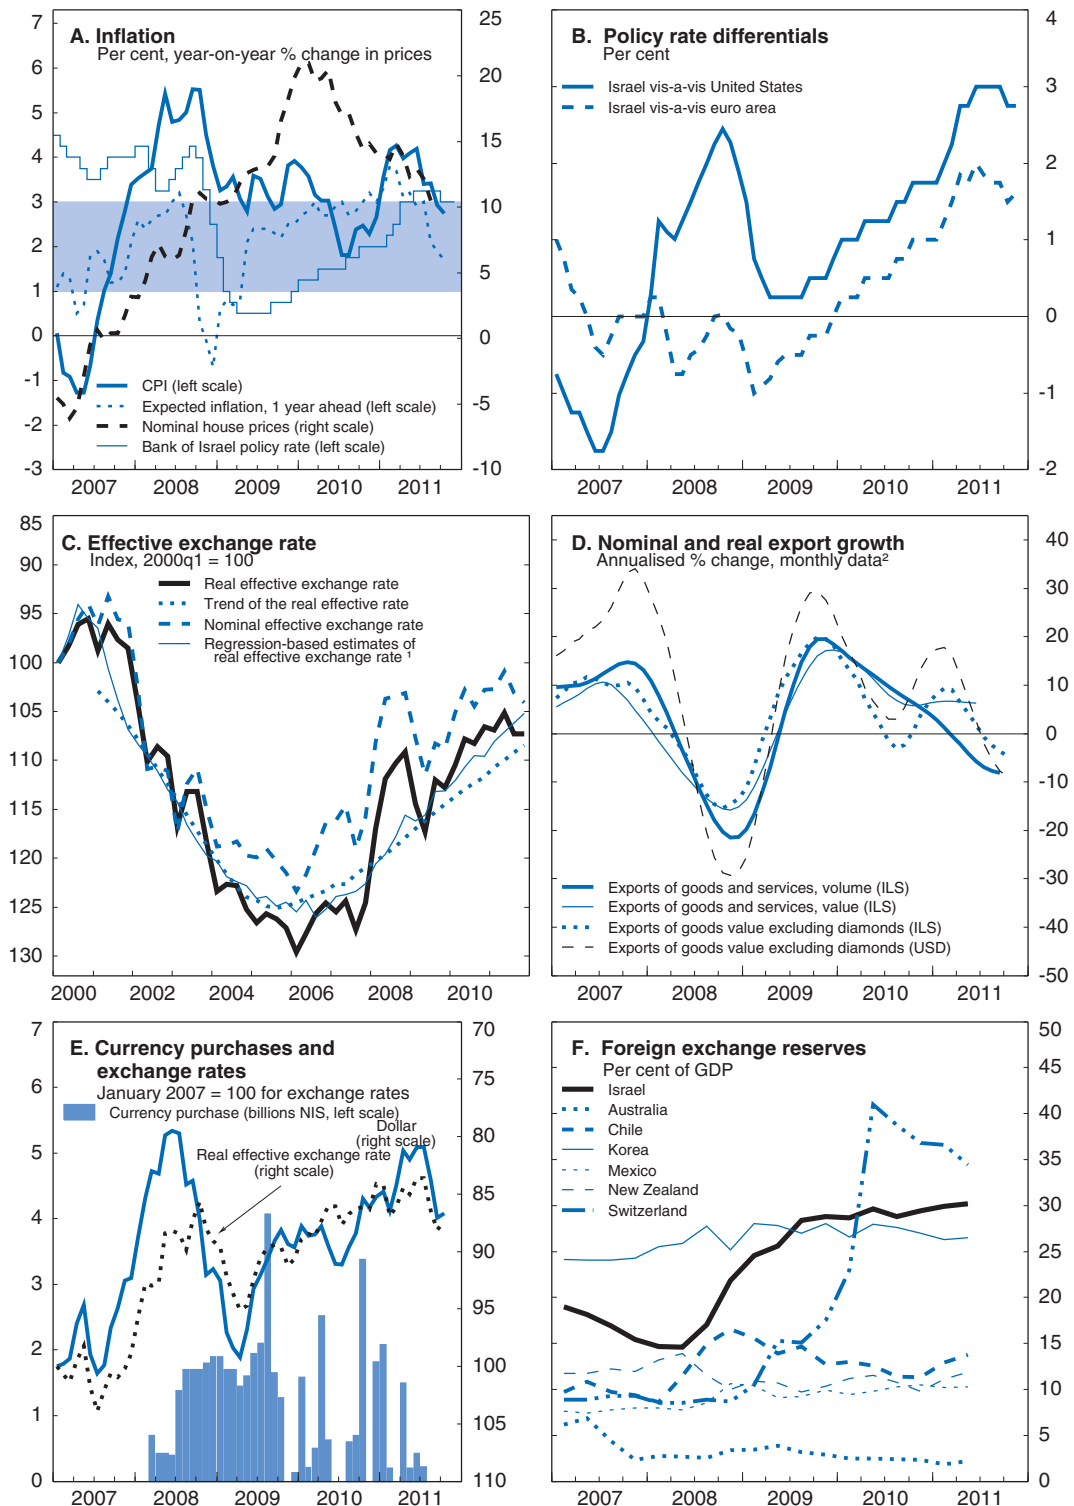 A. Inflation
Per cent, year-on-year % change in prices
7
6
5
4
3
2
1
0
-1
-2
-3
25
20
15
10
5
0
-5
-10
CPI (left scale)
Expected inflation, 1 year ahead (left scale)
Nominal house prices (right scale)
Bank of Israel policy rate (left scale)
2007 2008 2009 2010 2011
B. Policy rate differentials
Per cent
Israel vis-a-vis United States
Israel vis-a-vis euro area
4
3
2
1
0
-1
-2
2007 2008 2009 2010 2011
C. Effective exchange rate
Index, 2000q1 = 100
Real effective exchange rate
Trend of the real effective rate
Nominal effective exchange rate
Regression-based estimates of
real effective exchange rate ¹
85
90
95
100
105
110
115
120
125
130
2000 2002 2004 2006 2008 2010
D. Nominal and real export growth
Annualised % change, monthly data²
40
30
20
10
0
-10
-20
-30
-40
-50
Exports of goods and services, volume (ILS)
Exports of goods and services, value (ILS)
Exports of goods value excluding diamonds (ILS)
Exports of goods value excluding diamonds (USD)
2007 2008 2009 2010 2011
E. Currency purchases and
exchange rates
January 2007 = 100 for exchange rates
Currency purchase (billions NIS, left scale)
Dollar
(right scale)
Real effective exchange rate
(right scale)
7
6
5
4
3
2
1
0
70
75
80
85
90
95
100
105
110
2007 2008 2009 2010 2011
F. Foreign exchange reserves
Per cent of GDP
Israel
Australia
Chile
Korea
Mexico
New Zealand
Switzerland
50
45
40
35
30
25
20
15
10
5
0
2007 2008 2009 2010 2011